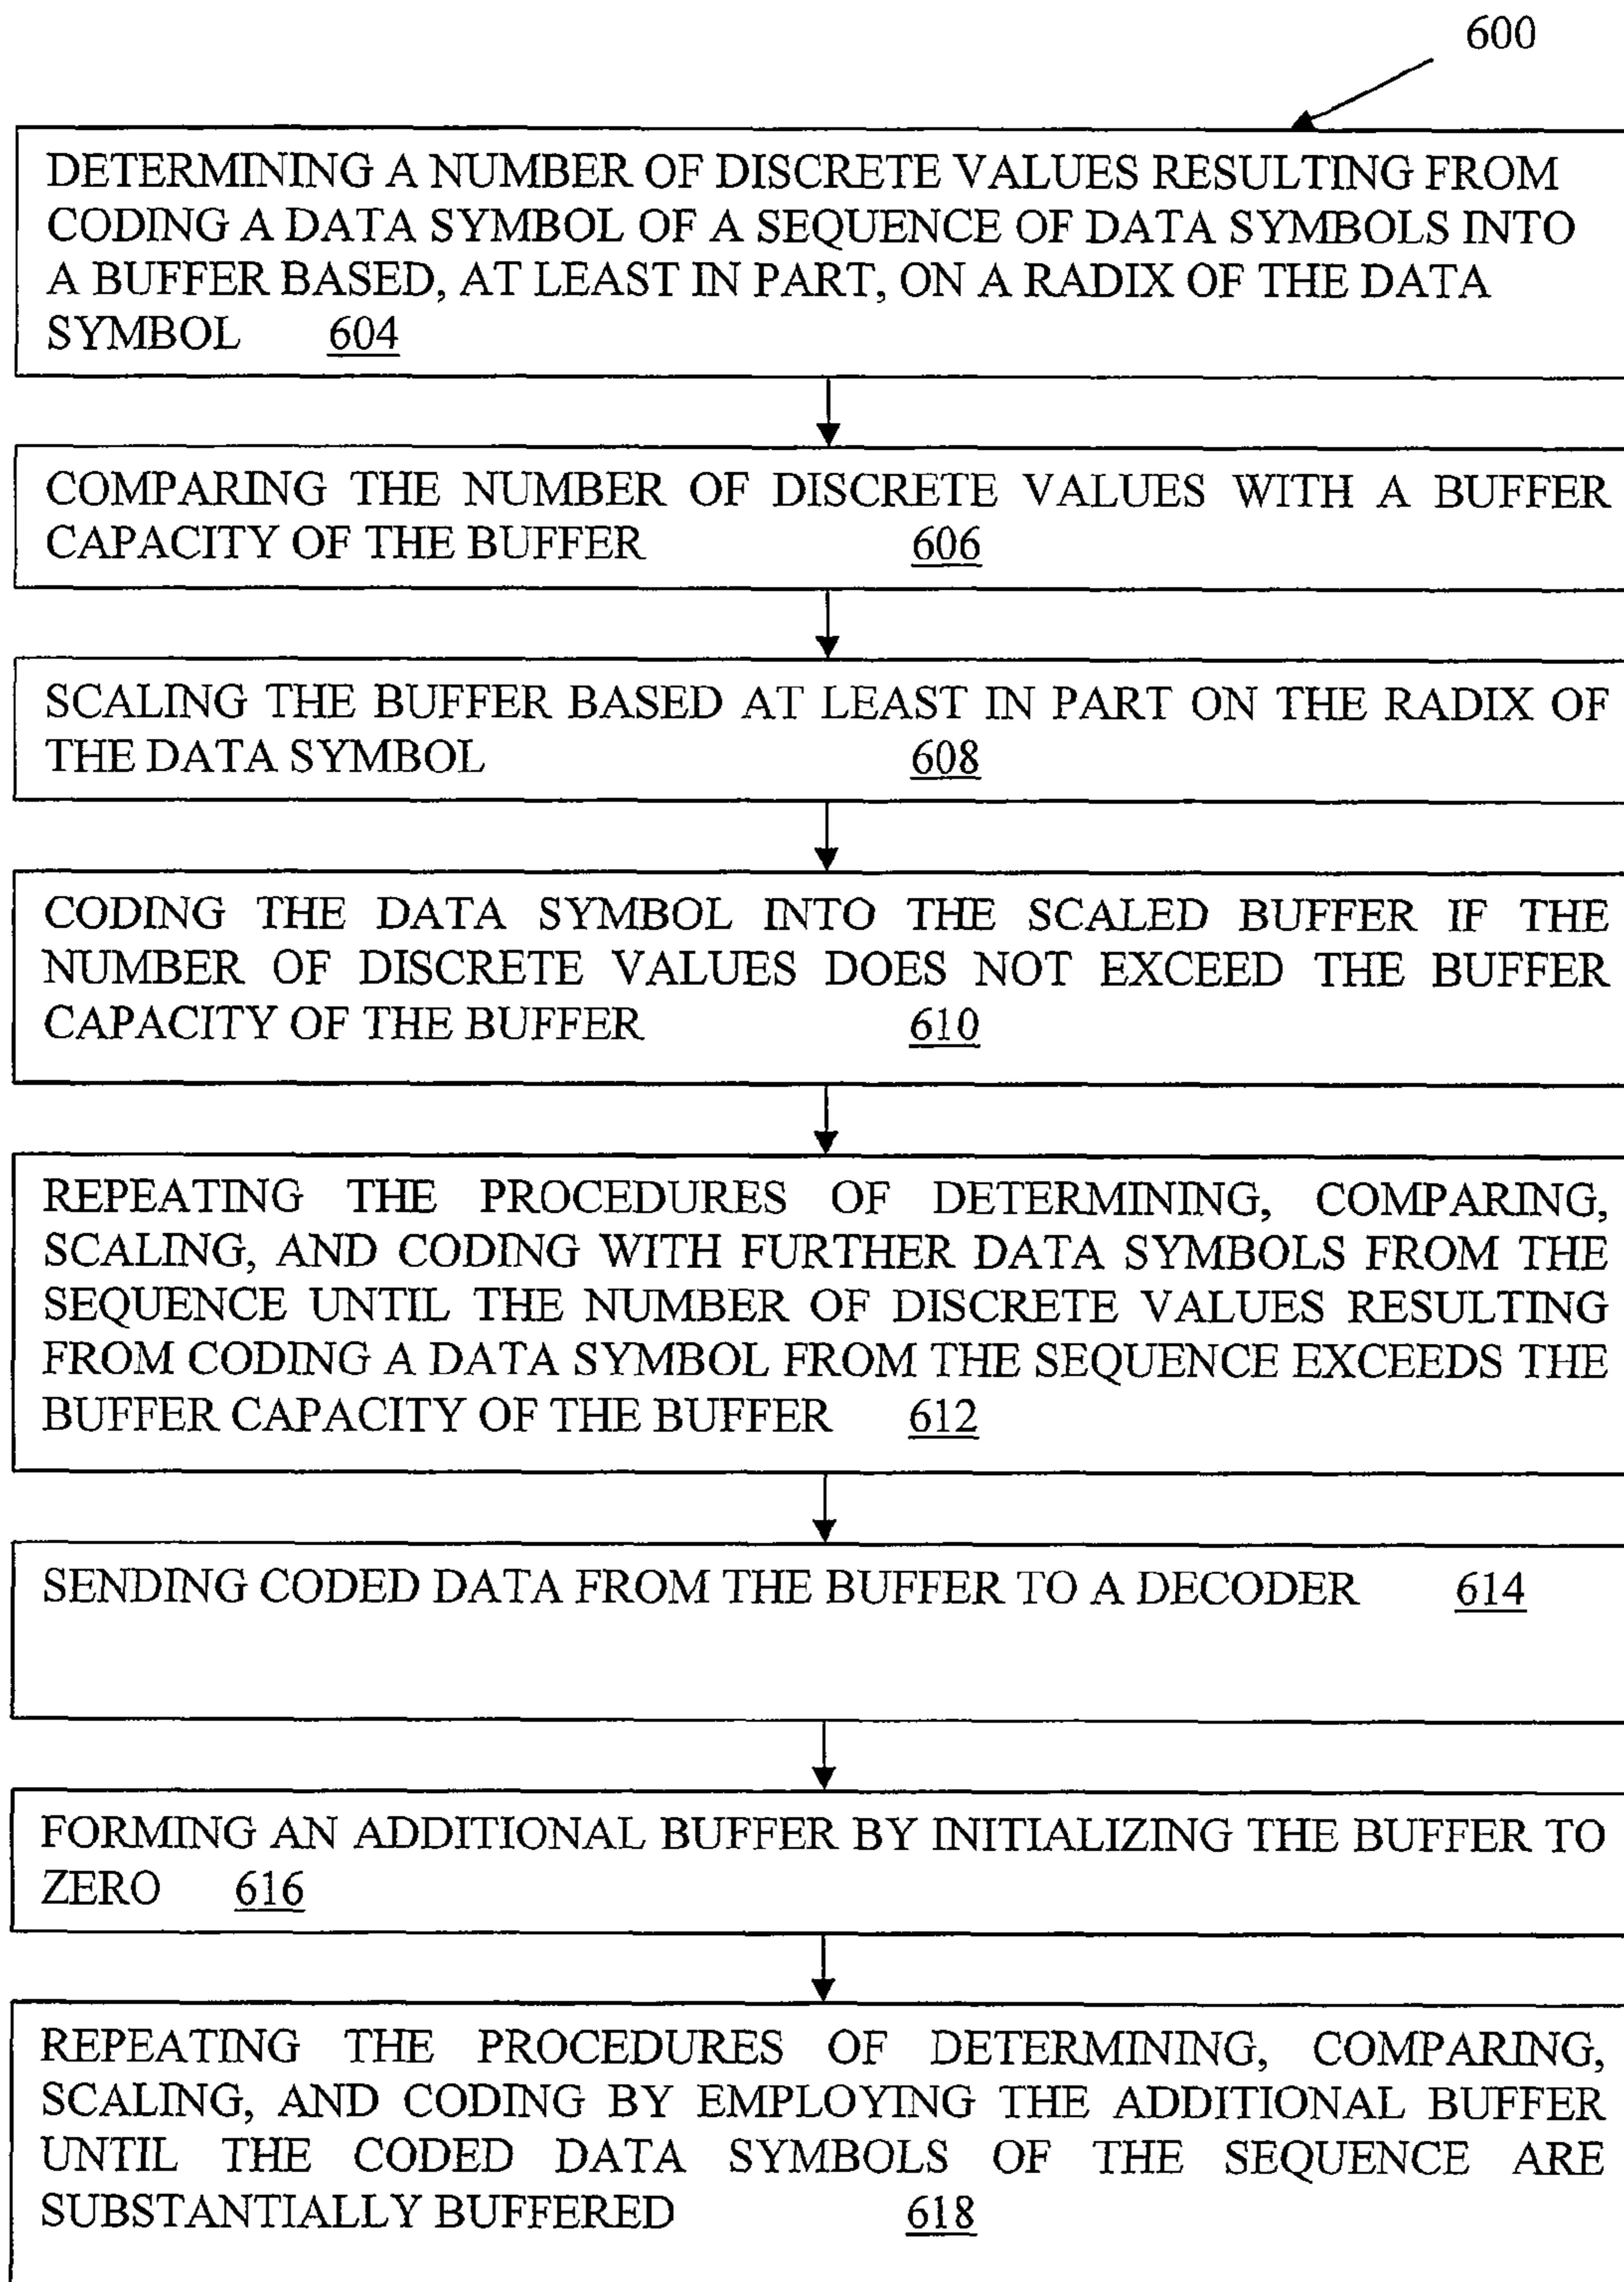 600
DETERMINING A NUMBER OF DISCRETE VALUES RESULTING FROM
CODING A DATA SYMBOL OF A SEQUENCE OF DATA SYMBOLS INTO
A BUFFER BASED, AT LEAST IN PART, ON A RADIX OF THE DATA
SYMBOL 604
COMPARING THE NUMBER OF DISCRETE VALUES WITH A BUFFER
CAPACITY OF THE BUFFER 606
SCALING THE BUFFER BASED AT LEAST IN PART ON THE RADIX OF
THE DATA SYMBOL 608
CODING THE DATA SYMBOL INTO THE SCALED BUFFER IF THE
NUMBER OF DISCRETE VALUES DOES NOT EXCEED THE BUFFER
CAPACITY OF THE BUFFER 610
REPEATING THE PROCEDURES OF DETERMINING, COMPARING,
SCALING, AND CODING WITH FURTHER DATA SYMBOLS FROM THE
SEQUENCE UNTIL THE NUMBER OF DISCRETE VALUES RESULTING
FROM CODING A DATA SYMBOL FROM THE SEQUENCE EXCEEDS THE
BUFFER CAPACITY OF THE BUFFER 612
SENDING CODED DATA FROM THE BUFFER TO A DECODER 614
FORMING AN ADDITIONAL BUFFER BY INITIALIZING THE BUFFER TO
ZERO 616
REPEATING THE PROCEDURES OF DETERMINING, COMPARING,
SCALING, AND CODING BY EMPLOYING THE ADDITIONAL BUFFER
UNTIL THE CODED DATA SYMBOLS OF THE SEQUENCE ARE
SUBSTANTIALLY BUFFERED 618